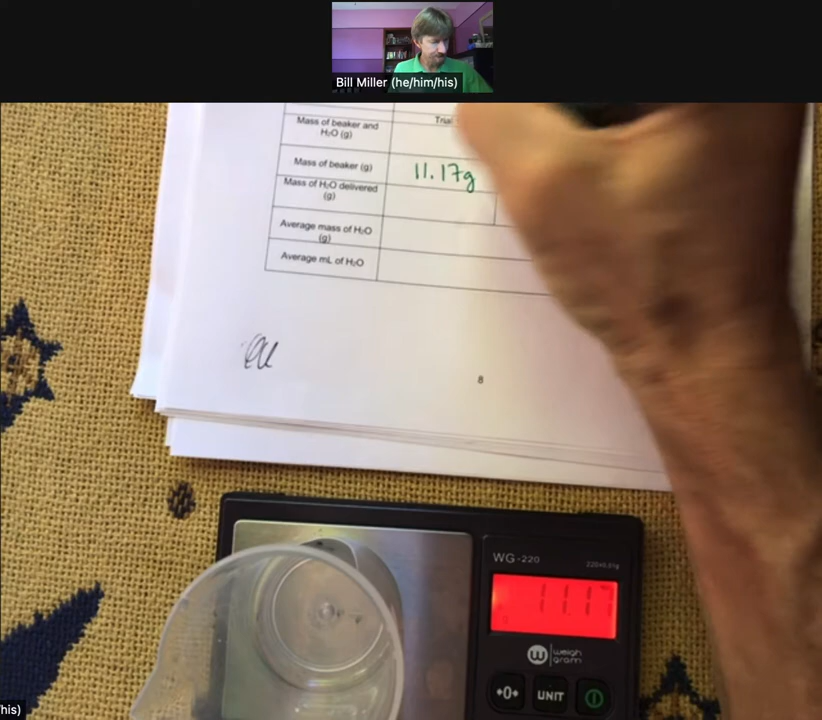 Bill Miller (he/him/his)
Trial
Mass of beaker and
H₂O (g)
Mass of beaker (g)
11.17g
Mass of H₂O delivered
(g)
Average mass of H₂O
(g)
Average mL of H₂O
8
WG-220
weigh
gram
UNIT
his)